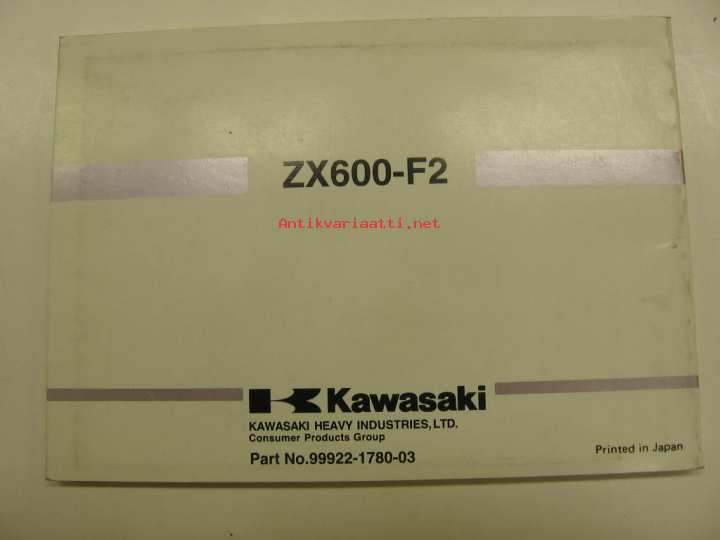 ZX600-F2
Antikvariaatti.net
Kawasaki
KAWASAKI HEAVY INDUSTRIES, LTD.
Consumer Products Group
Part No.99922-1780-03
Printed in Japan